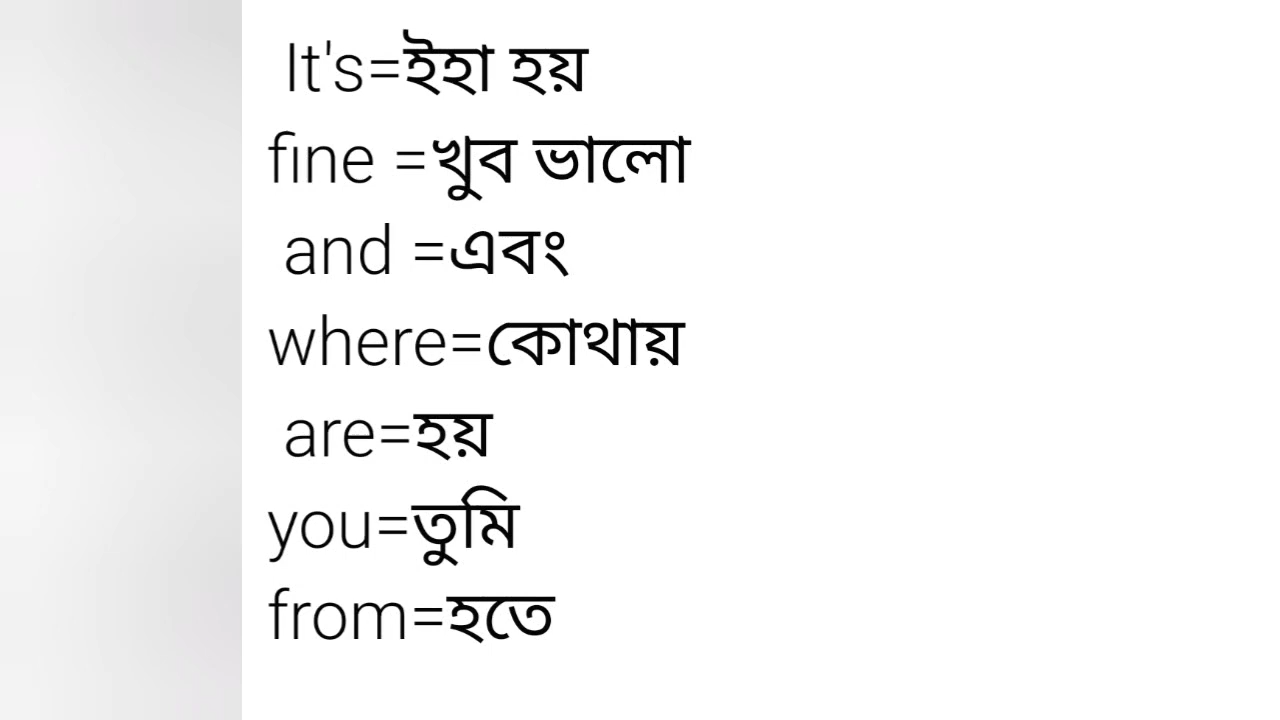 It's=ইহা হয়
fine =খুব ভালো
and =এবং
where=কোথায়
are=হয়
you=তুমি
from=হতে